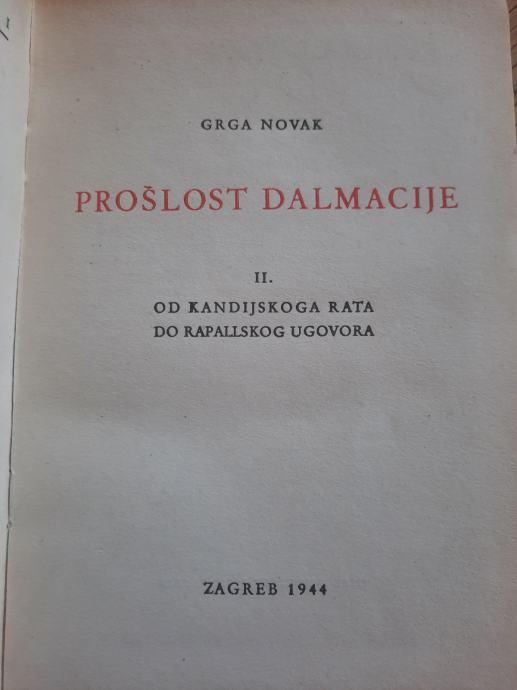 GRGA NOVAK
PROŠLOST DALMACIJE
II.
OD KANDIJSKOGA RATA
DO RAPALLSKOG UGOVORA
ZAGREB 1944